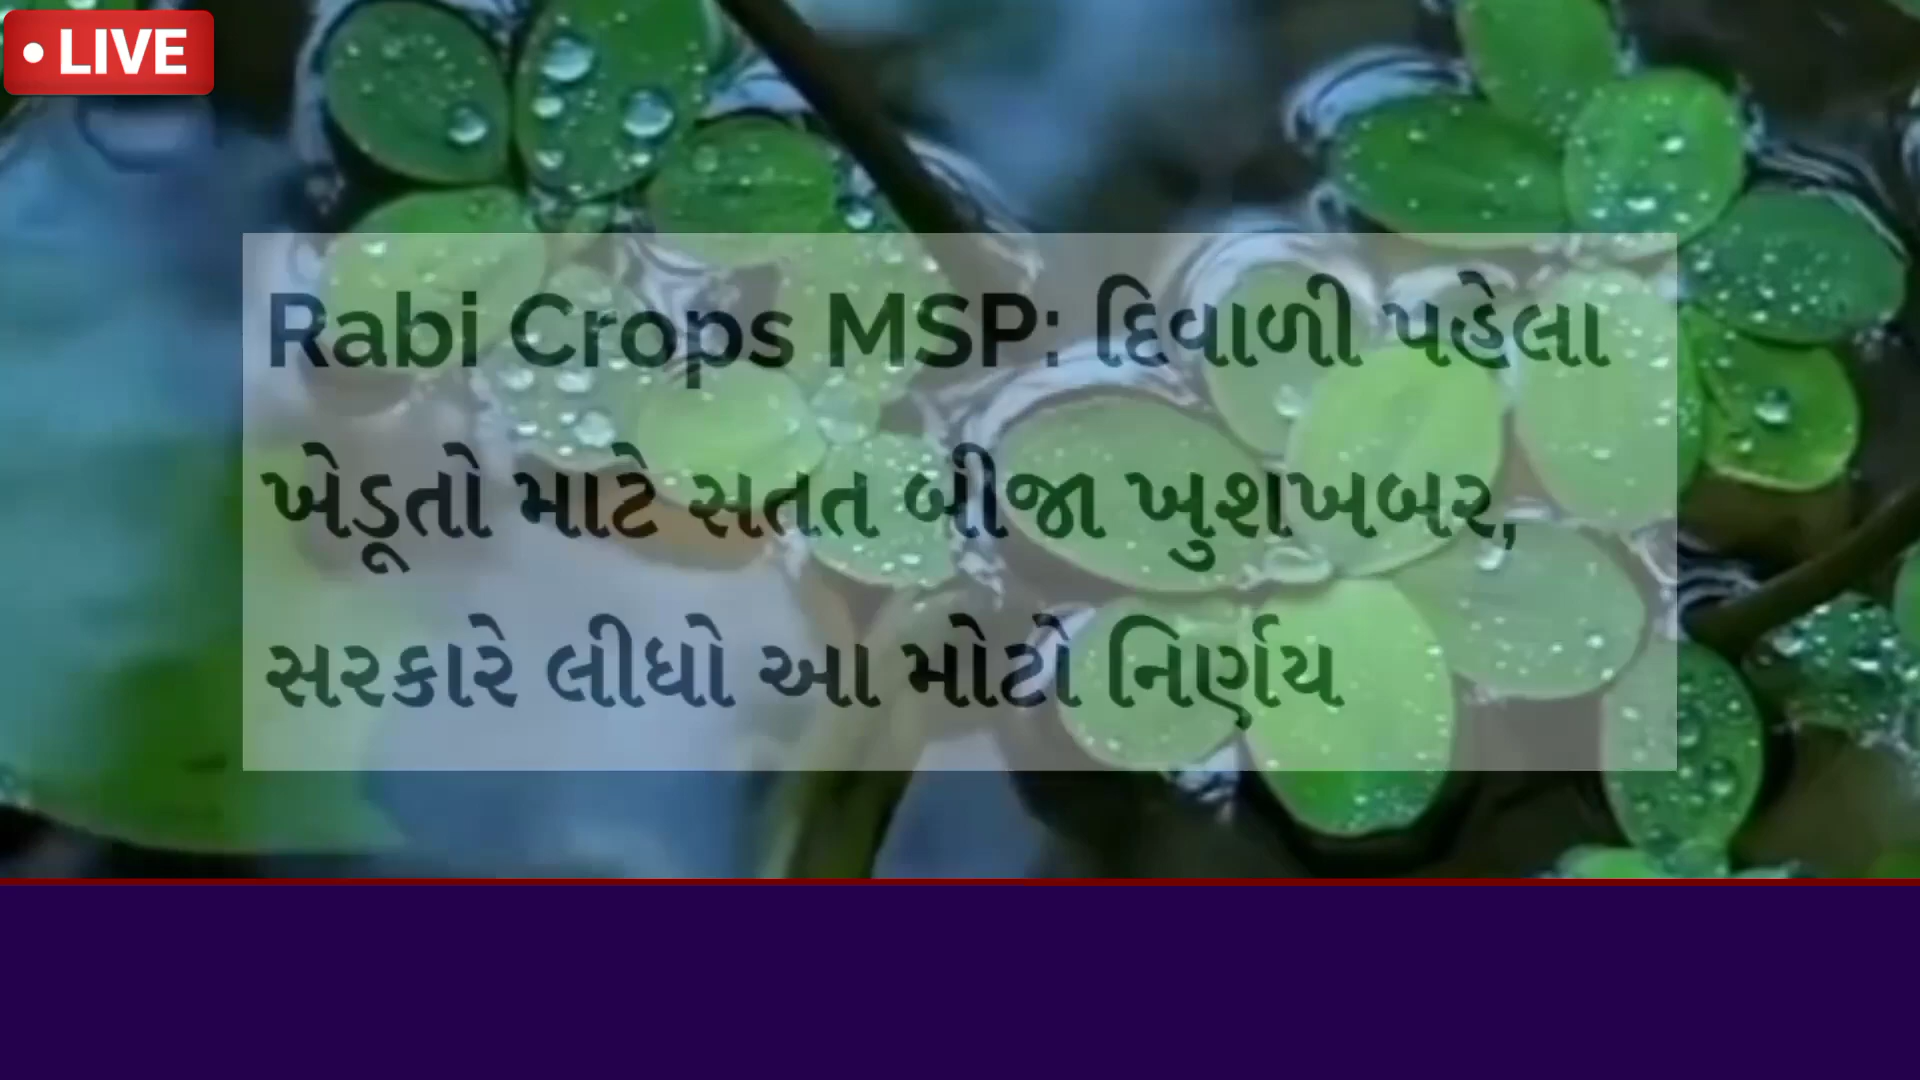 LIVE
Rabi Crops MSP: દિવાળી પહેલા
ખેડૂતો માટે સતત બીજા ખુશખબર,
સરકારે લીધો આ મોટો નિર્ણય